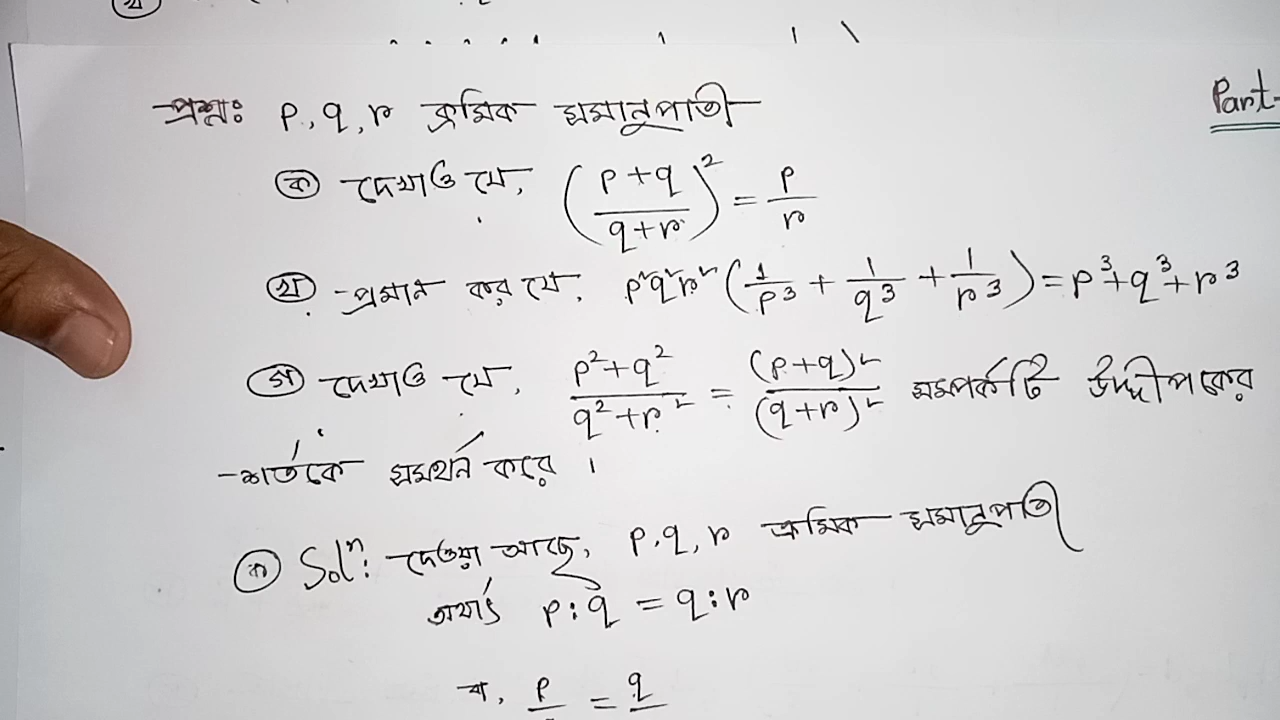 খ
প্রশ্নঃ p, q, r ক্রমিক সমানুপাতী
Part-
ক দেখাও যে, ((p+q)/(q+r))² = p/r
খ প্রমান কর যে, p²q²r² (1/p³ + 1/q³ + 1/r³) = p³+q³+r³
গ দেখাও যে, (p²+q²)/(q²+r²) = (p+q)²/(q+r)² সম্পর্কটি উদ্দীপকের
শর্তকে সমর্থন করে ।
ক Solⁿ: দেওয়া আছে, p, q, r ক্রমিক সমানুপাতি
অর্থাৎ p:q = q:r
বা, p = q